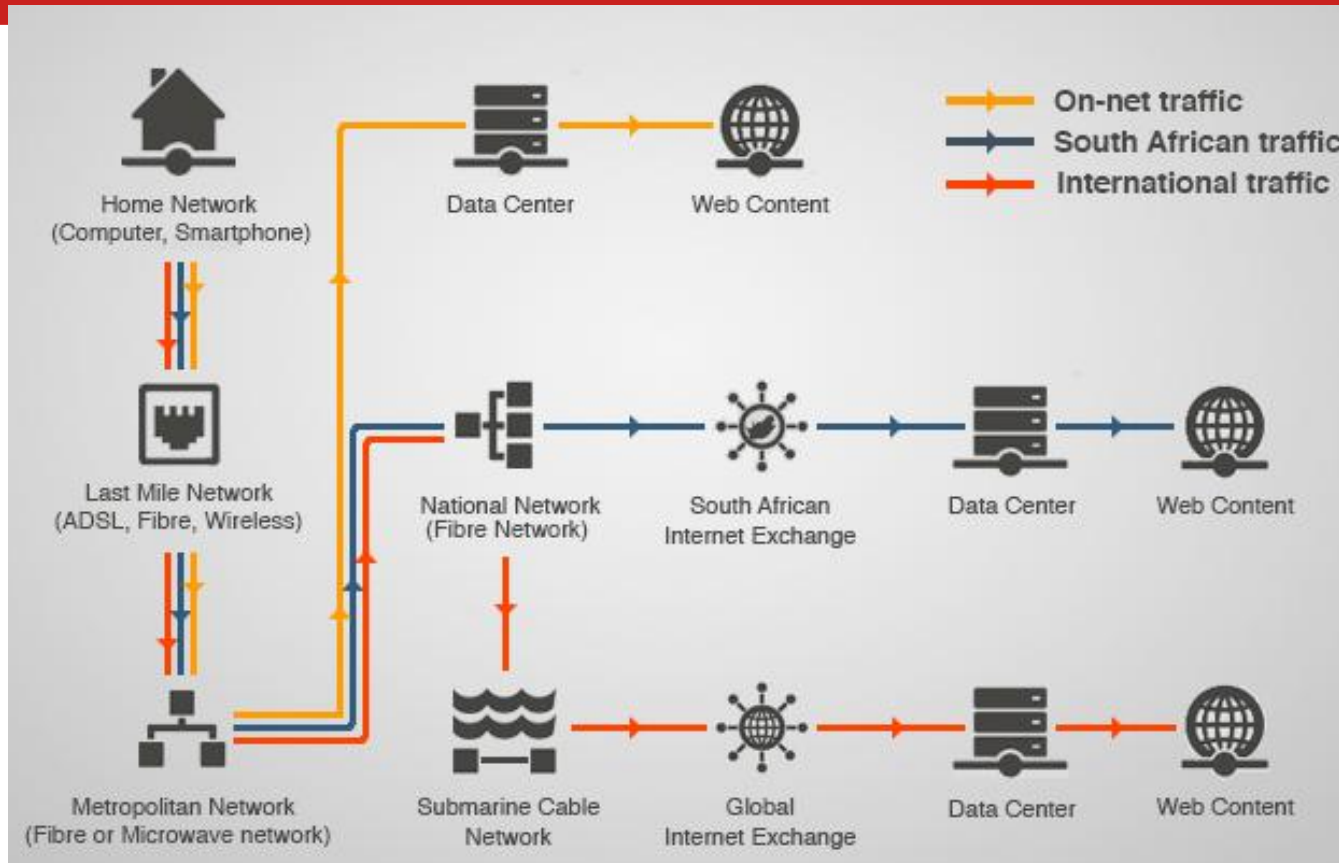 Home Network
(Computer, Smartphone)
Data Center
Web Content
On-net traffic
South African traffic
International traffic
Last Mile Network
(ADSL, Fibre, Wireless)
National Network
(Fibre Network)
South African
Internet Exchange
Data Center
Web Content
Metropolitan Network
(Fibre or Microwave network)
Submarine Cable
Network
Global
Internet Exchange
Data Center
Web Content